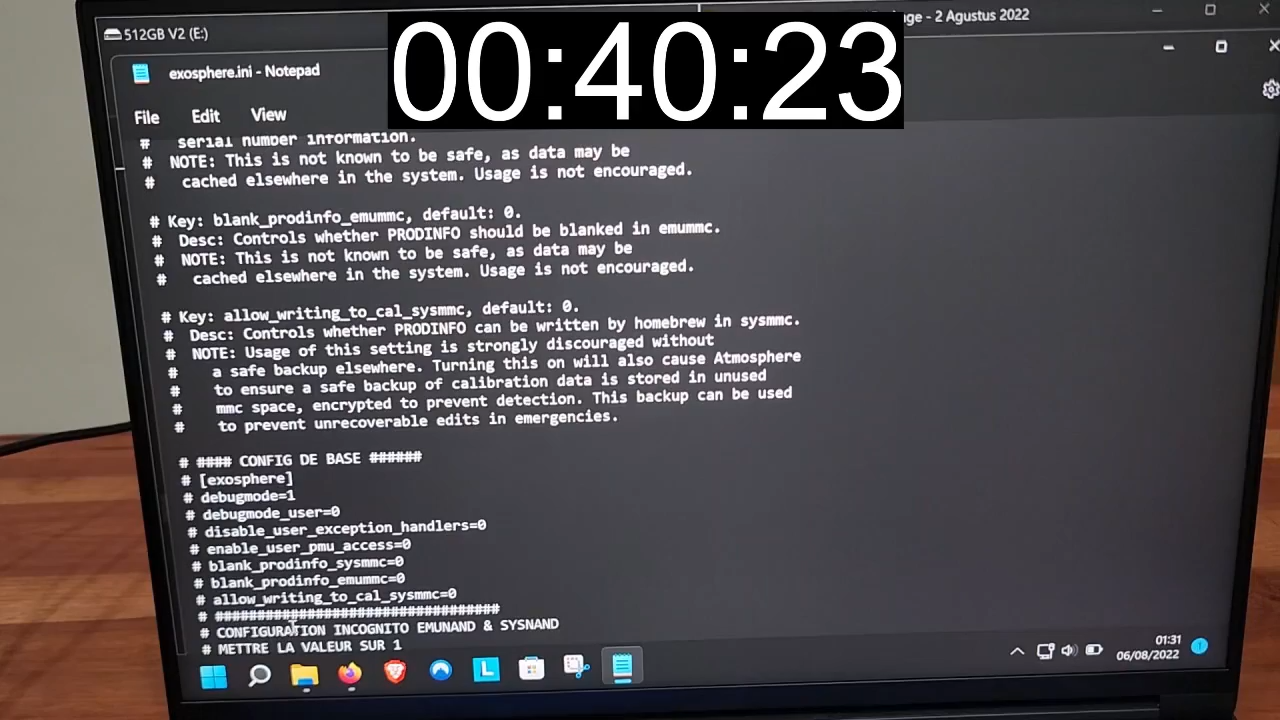 512GB V2 (E:)
00:40:23
age - 2 Agustus 2022
exosphere.ini - Notepad
File Edit View
# serial number information.
# NOTE: This is not known to be safe, as data may be
# cached elsewhere in the system. Usage is not encouraged.
# Key: blank_prodinfo_emummc, default: 0.
# Desc: Controls whether PRODINFO should be blanked in emummc.
# NOTE: This is not known to be safe, as data may be
# cached elsewhere in the system. Usage is not encouraged.
# Key: allow_writing_to_cal_sysmmc, default: 0.
# Desc: Controls whether PRODINFO can be written by homebrew in sysmmc.
# NOTE: Usage of this setting is strongly discouraged without
# a safe backup elsewhere. Turning this on will also cause Atmosphere
# to ensure a safe backup of calibration data is stored in unused
# mmc space, encrypted to prevent detection. This backup can be used
# to prevent unrecoverable edits in emergencies.
# #### CONFIG DE BASE ######
# [exosphere]
# debugmode=1
# debugmode_user=0
# disable_user_exception_handlers=0
# enable_user_pmu_access=0
# blank_prodinfo_sysmmc=0
# blank_prodinfo_emummc=0
# allow_writing_to_cal_sysmmc=0
# ##################################
# CONFIGURATION INCOGNITO EMUNAND & SYSNAND
# METTRE LA VALEUR SUR 1
L
01:31
06/08/2022
1